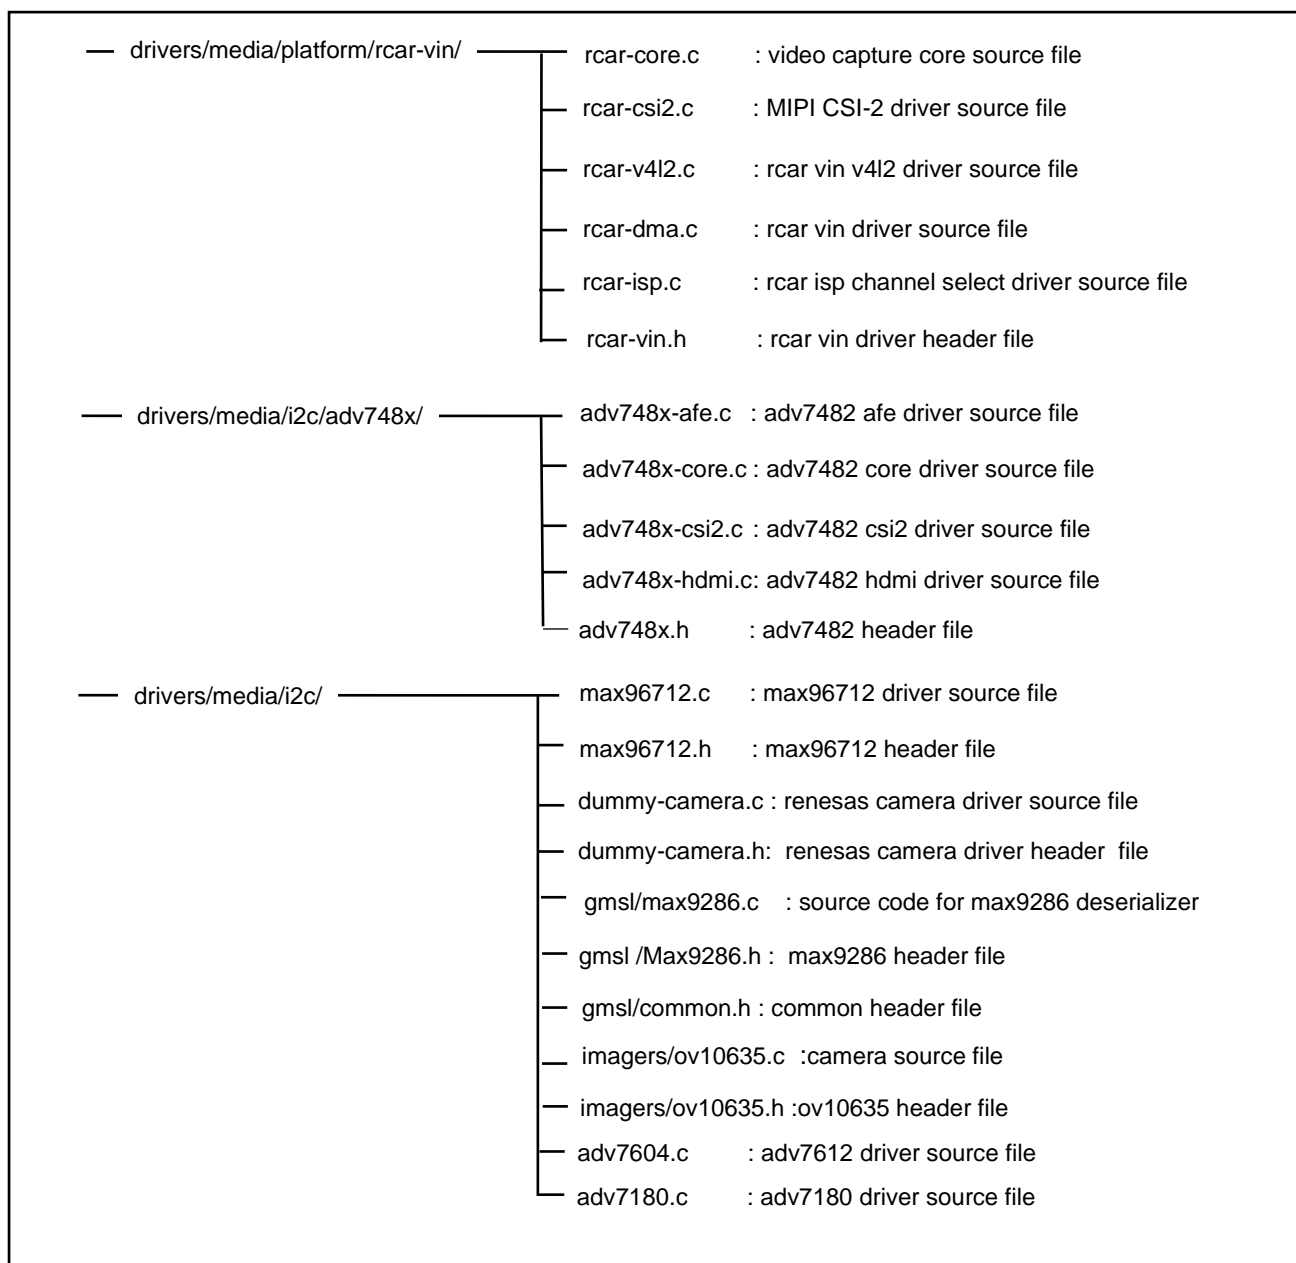 drivers/media/platform/rcar-vin/ rcar-core.c : video capture core source file
rcar-csi2.c : MIPI CSI-2 driver source file
rcar-v4l2.c : rcar vin v4l2 driver source file
rcar-dma.c : rcar vin driver source file
rcar-isp.c : rcar isp channel select driver source file
rcar-vin.h : rcar vin driver header file
drivers/media/i2c/adv748x/ adv748x-afe.c : adv7482 afe driver source file
adv748x-core.c : adv7482 core driver source file
adv748x-csi2.c : adv7482 csi2 driver source file
adv748x-hdmi.c: adv7482 hdmi driver source file
adv748x.h : adv7482 header file
drivers/media/i2c/ max96712.c : max96712 driver source file
max96712.h : max96712 header file
dummy-camera.c : renesas camera driver source file
dummy-camera.h: renesas camera driver header file
gmsl/max9286.c : source code for max9286 deserializer
gmsl /Max9286.h : max9286 header file
gmsl/common.h : common header file
imagers/ov10635.c :camera source file
imagers/ov10635.h :ov10635 header file
adv7604.c : adv7612 driver source file
adv7180.c : adv7180 driver source file